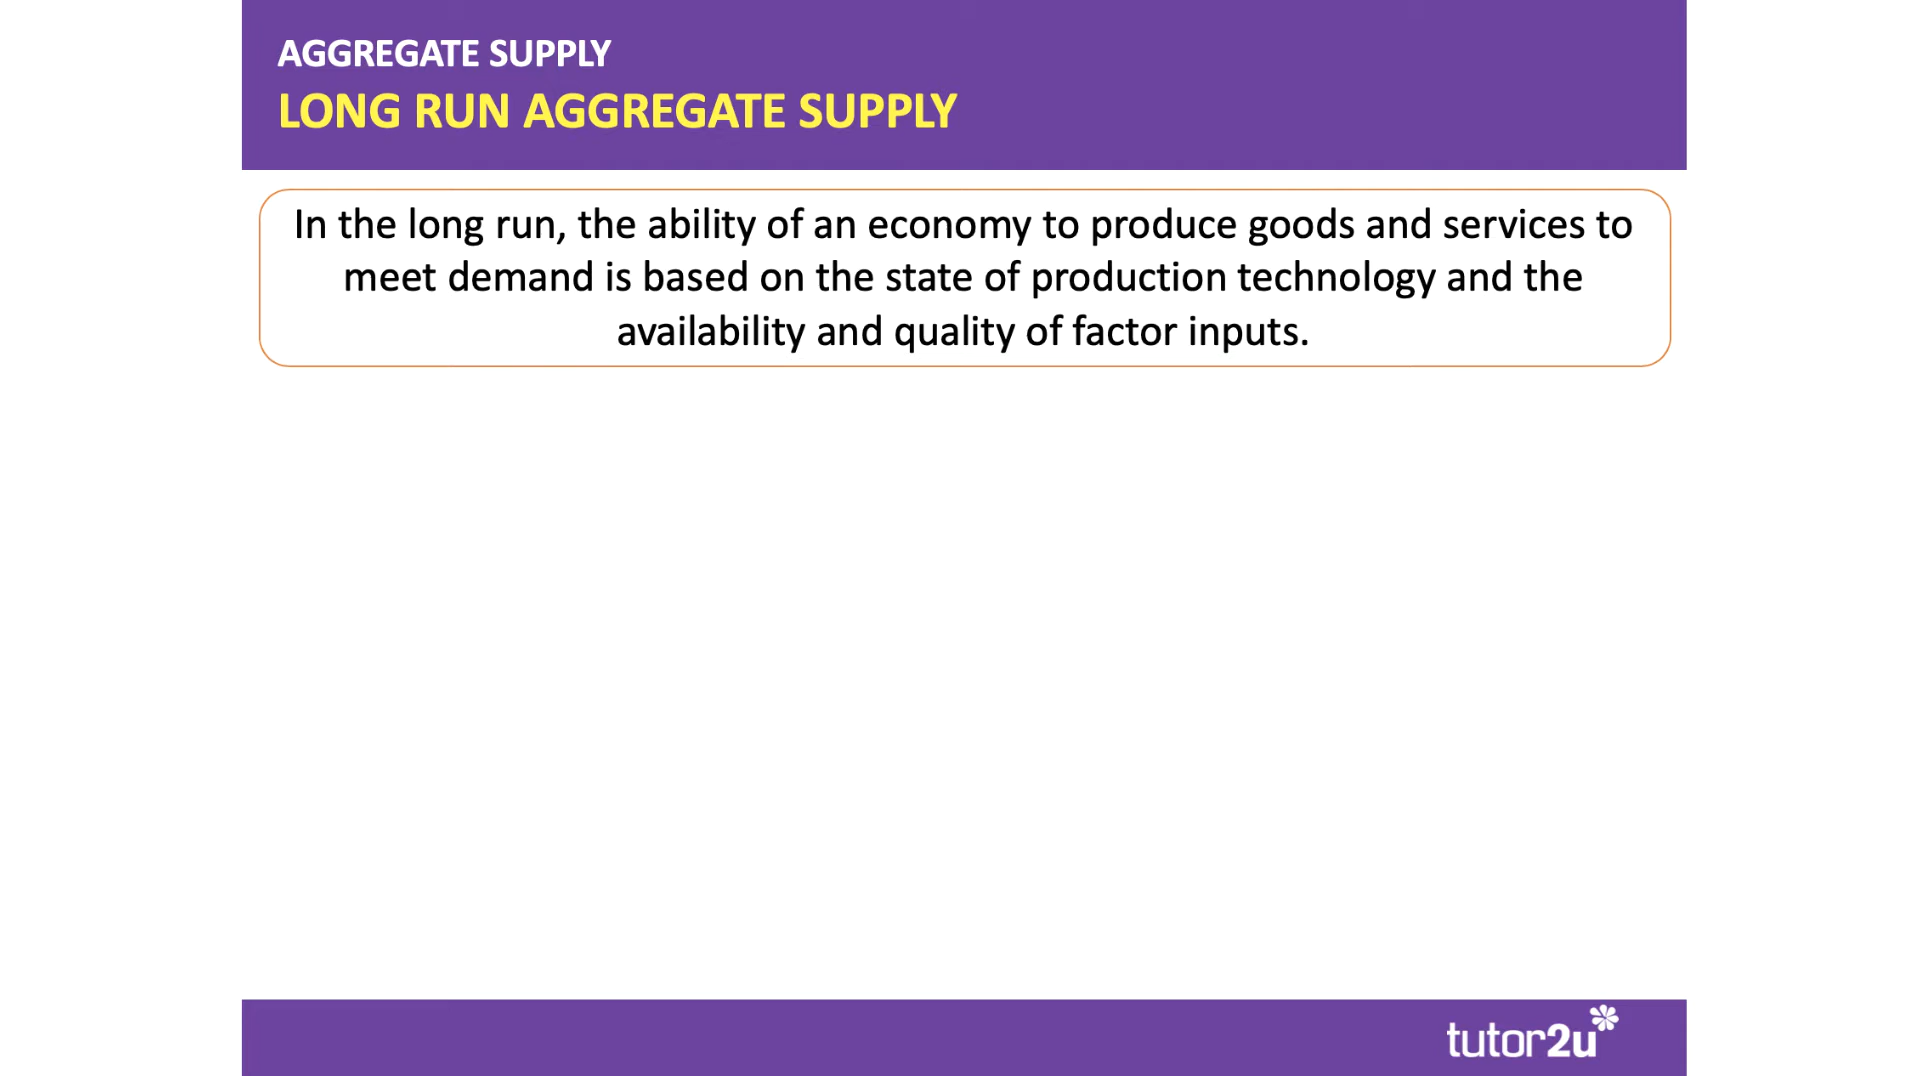 AGGREGATE SUPPLY
LONG RUN AGGREGATE SUPPLY
In the long run, the ability of an economy to produce goods and services to
meet demand is based on the state of production technology and the
availability and quality of factor inputs.
tutor2u